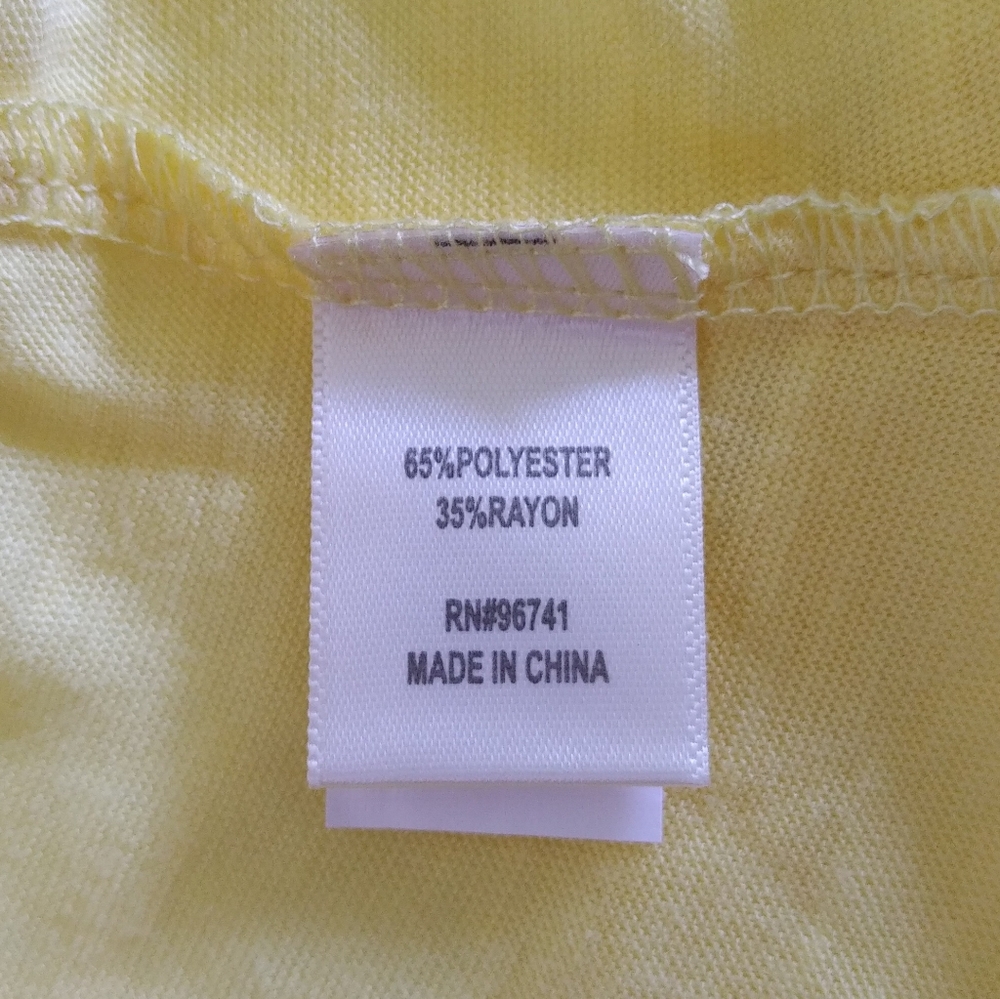 65%POLYESTER
35%RAYON
RN#96741
MADE IN CHINA